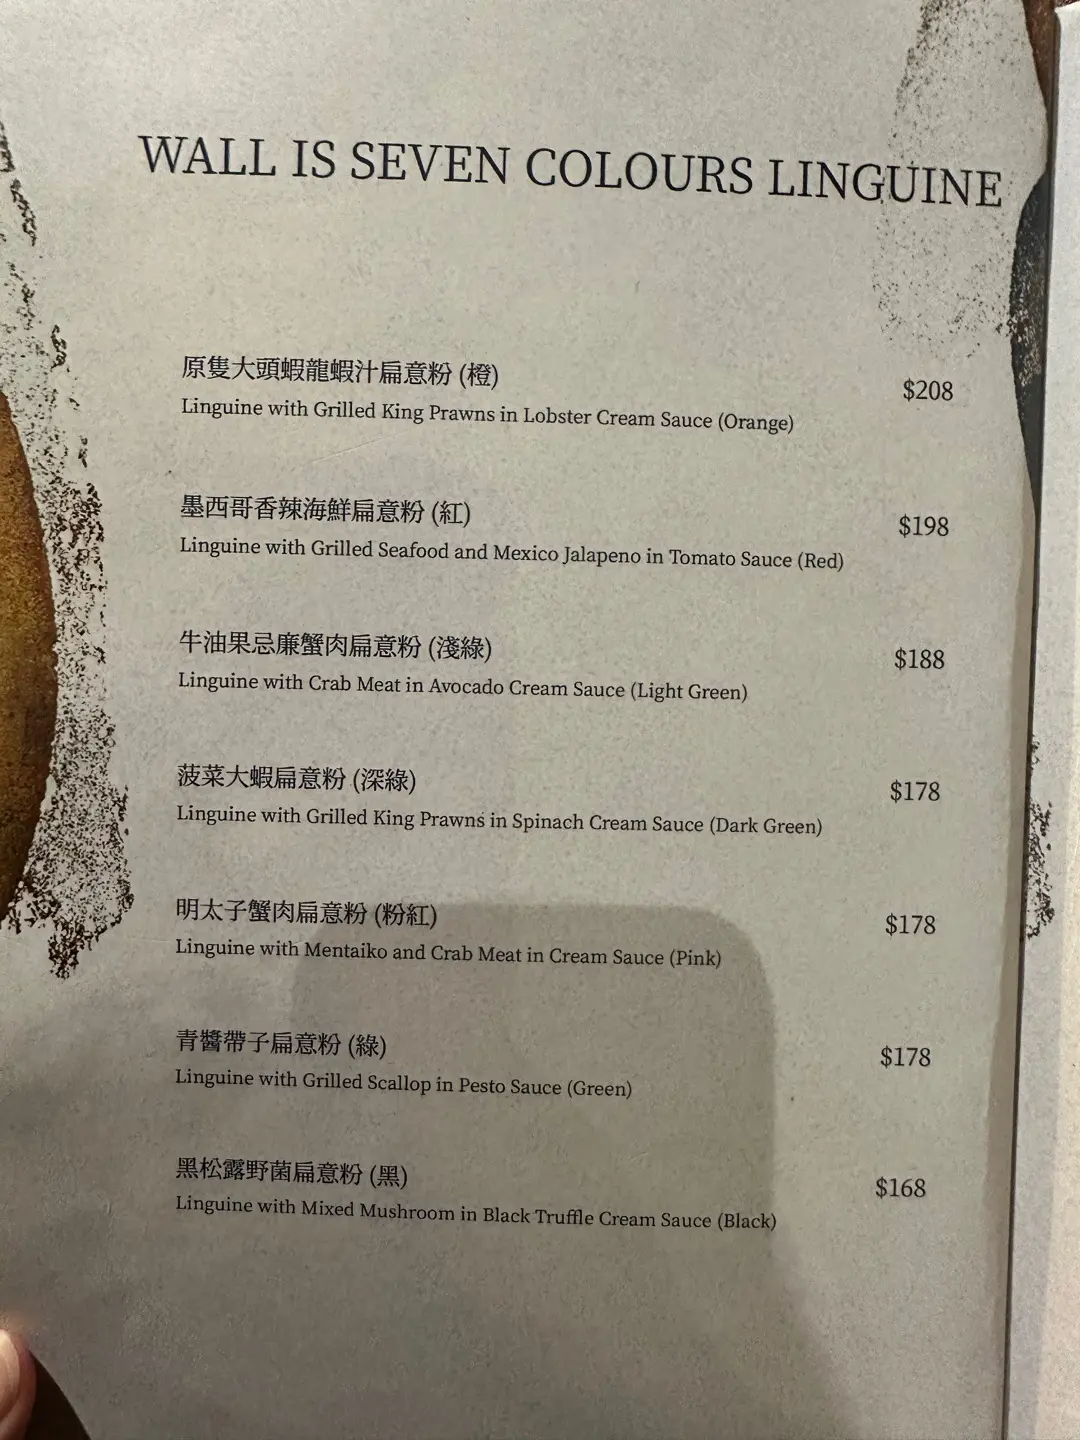 WALL IS SEVEN COLOURS LINGUINE
原隻大頭蝦龍蝦汁扁意粉 (橙)
$208
Linguine with Grilled King Prawns in Lobster Cream Sauce (Orange)
墨西哥香辣海鮮扁意粉 (紅)
$198
Linguine with Grilled Seafood and Mexico Jalapeno in Tomato Sauce (Red)
牛油果忌廉蟹肉扁意粉 (淺綠)
$188
Linguine with Crab Meat in Avocado Cream Sauce (Light Green)
菠菜大蝦扁意粉 (深綠)
$178
Linguine with Grilled King Prawns in Spinach Cream Sauce (Dark Green)
明太子蟹肉扁意粉 (粉紅)
$178
Linguine with Mentaiko and Crab Meat in Cream Sauce (Pink)
青醬帶子扁意粉 (綠)
$178
Linguine with Grilled Scallop in Pesto Sauce (Green)
黑松露野菌扁意粉 (黑)
$168
Linguine with Mixed Mushroom in Black Truffle Cream Sauce (Black)